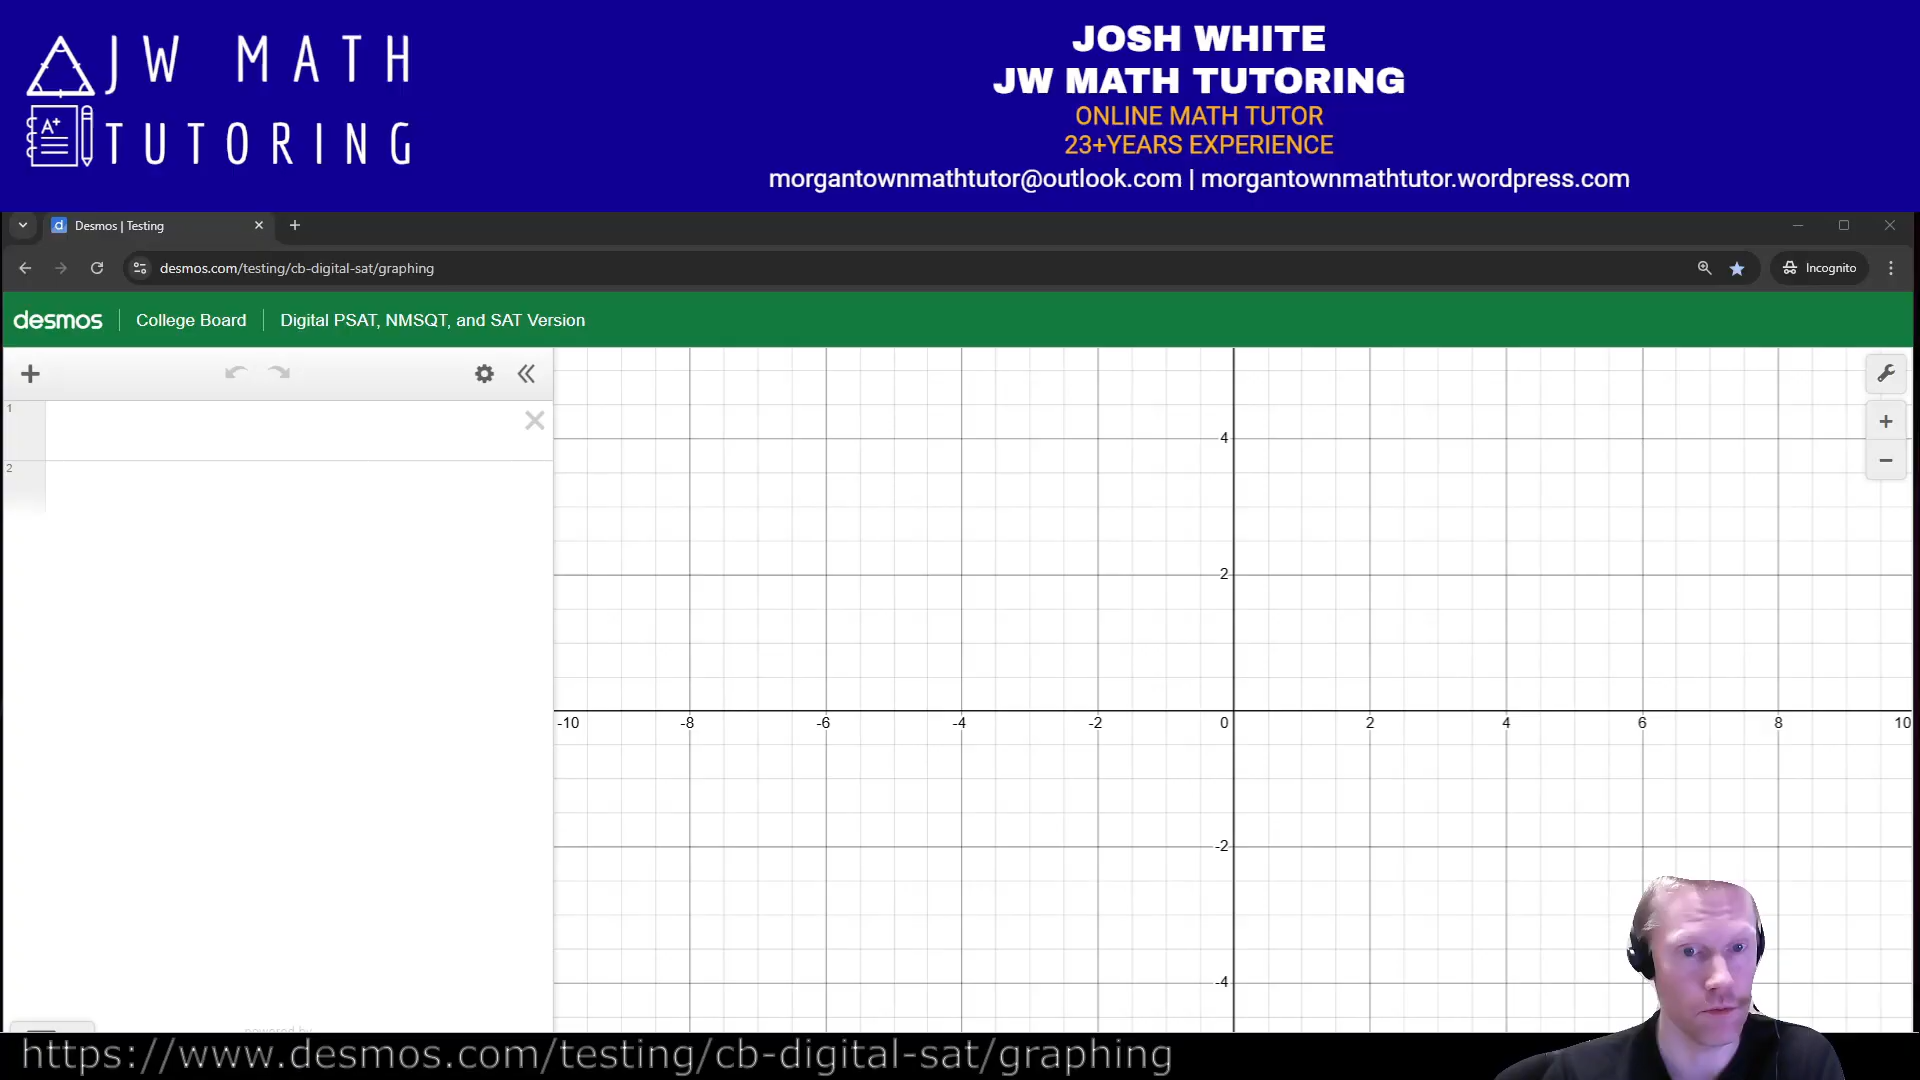 JW MATH
TUTORING
A+
JOSH WHITE
JW MATH TUTORING
ONLINE MATH TUTOR
23+YEARS EXPERIENCE
morgantownmathtutor@outlook.com | morgantownmathtutor.wordpress.com
d Desmos | Testing
desmos.com/testing/cb-digital-sat/graphing
Incognito
desmos College Board Digital PSAT, NMSQT, and SAT Version
1
2
4
2
-10 -8 -6 -4 -2 0 2 4 6 8 10
-2
-4
powered by
https://www.desmos.com/testing/cb-digital-sat/graphing